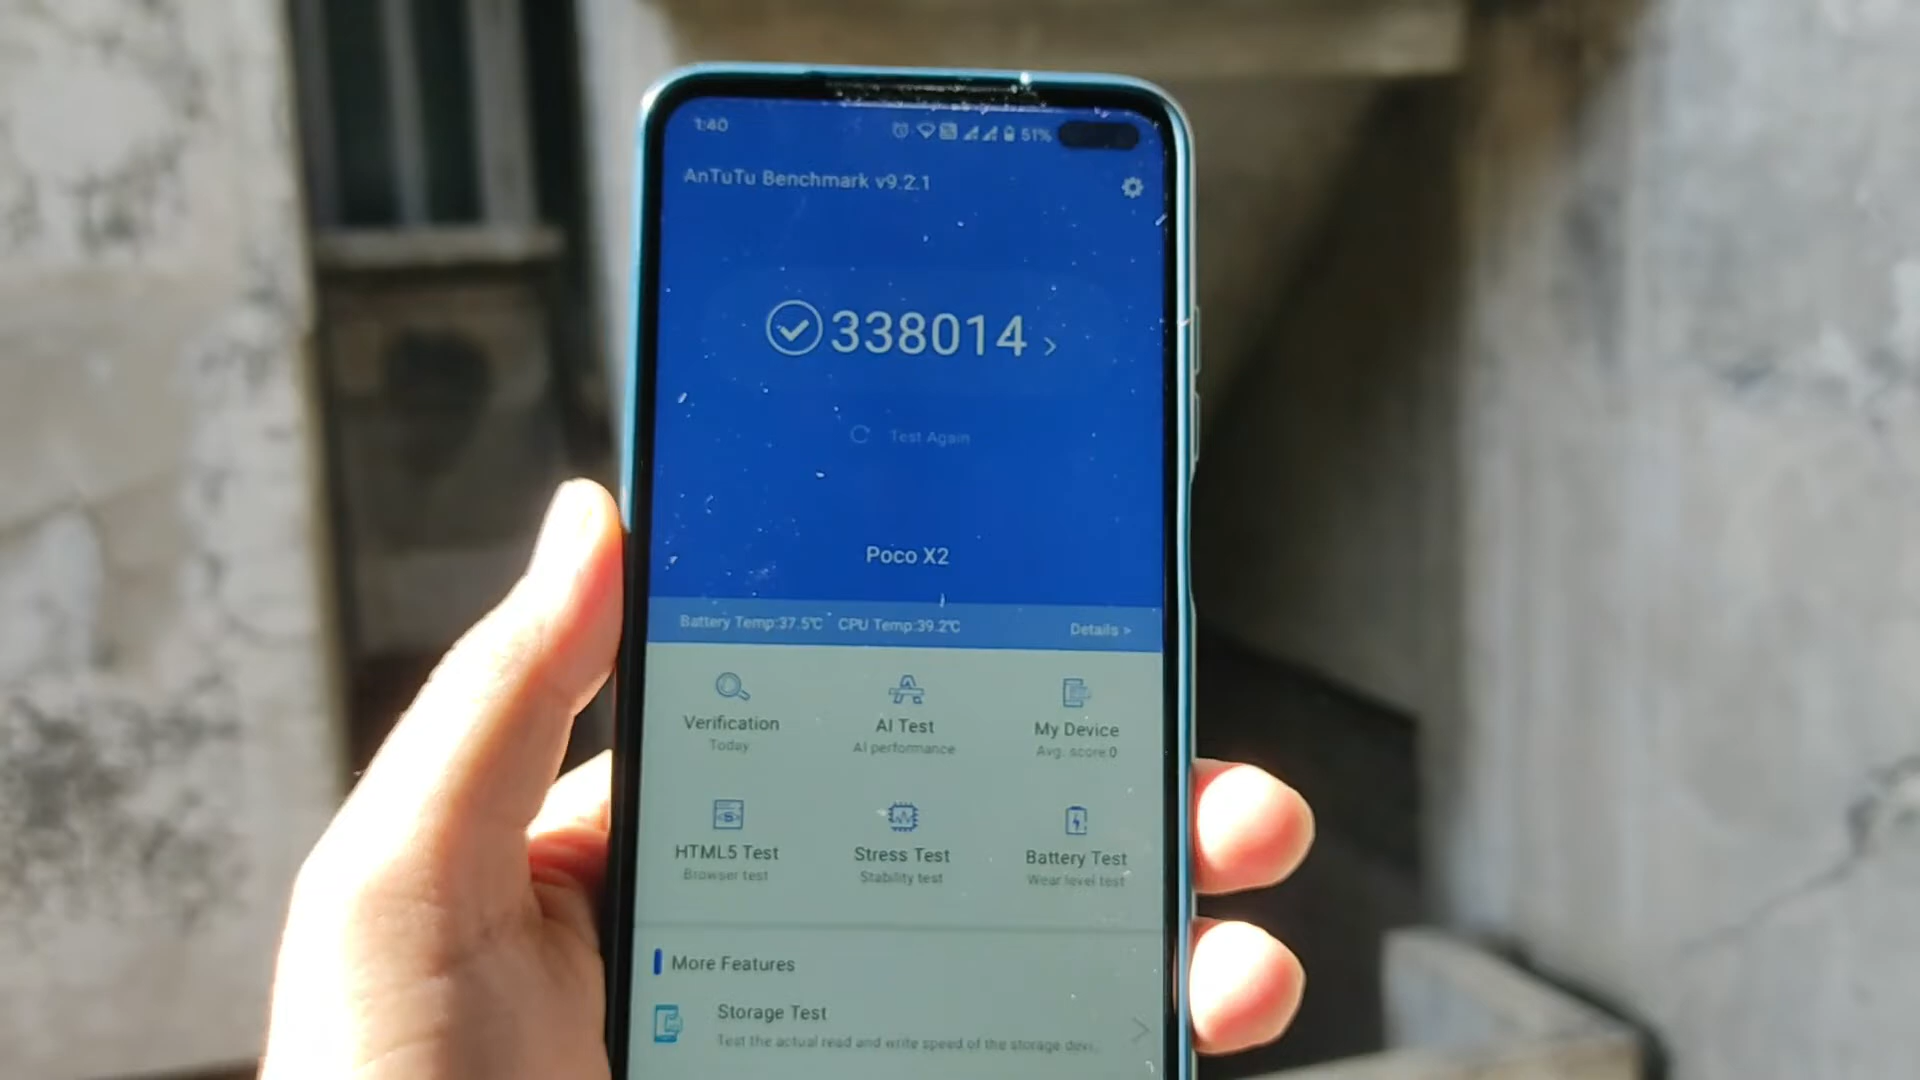 1:40 51%
AnTuTu Benchmark v9.2.1
338014 >
Test Again
Poco X2
Battery Temp:37.5℃ CPU Temp:39.2℃ Details >
Verification AI Test My Device
Today AI performance Avg. score:0
HTML5 Test Stress Test Battery Test
Browser test Stability test Wear level test
More Features
Storage Test
Test the actual read and write speed of the storage devi..